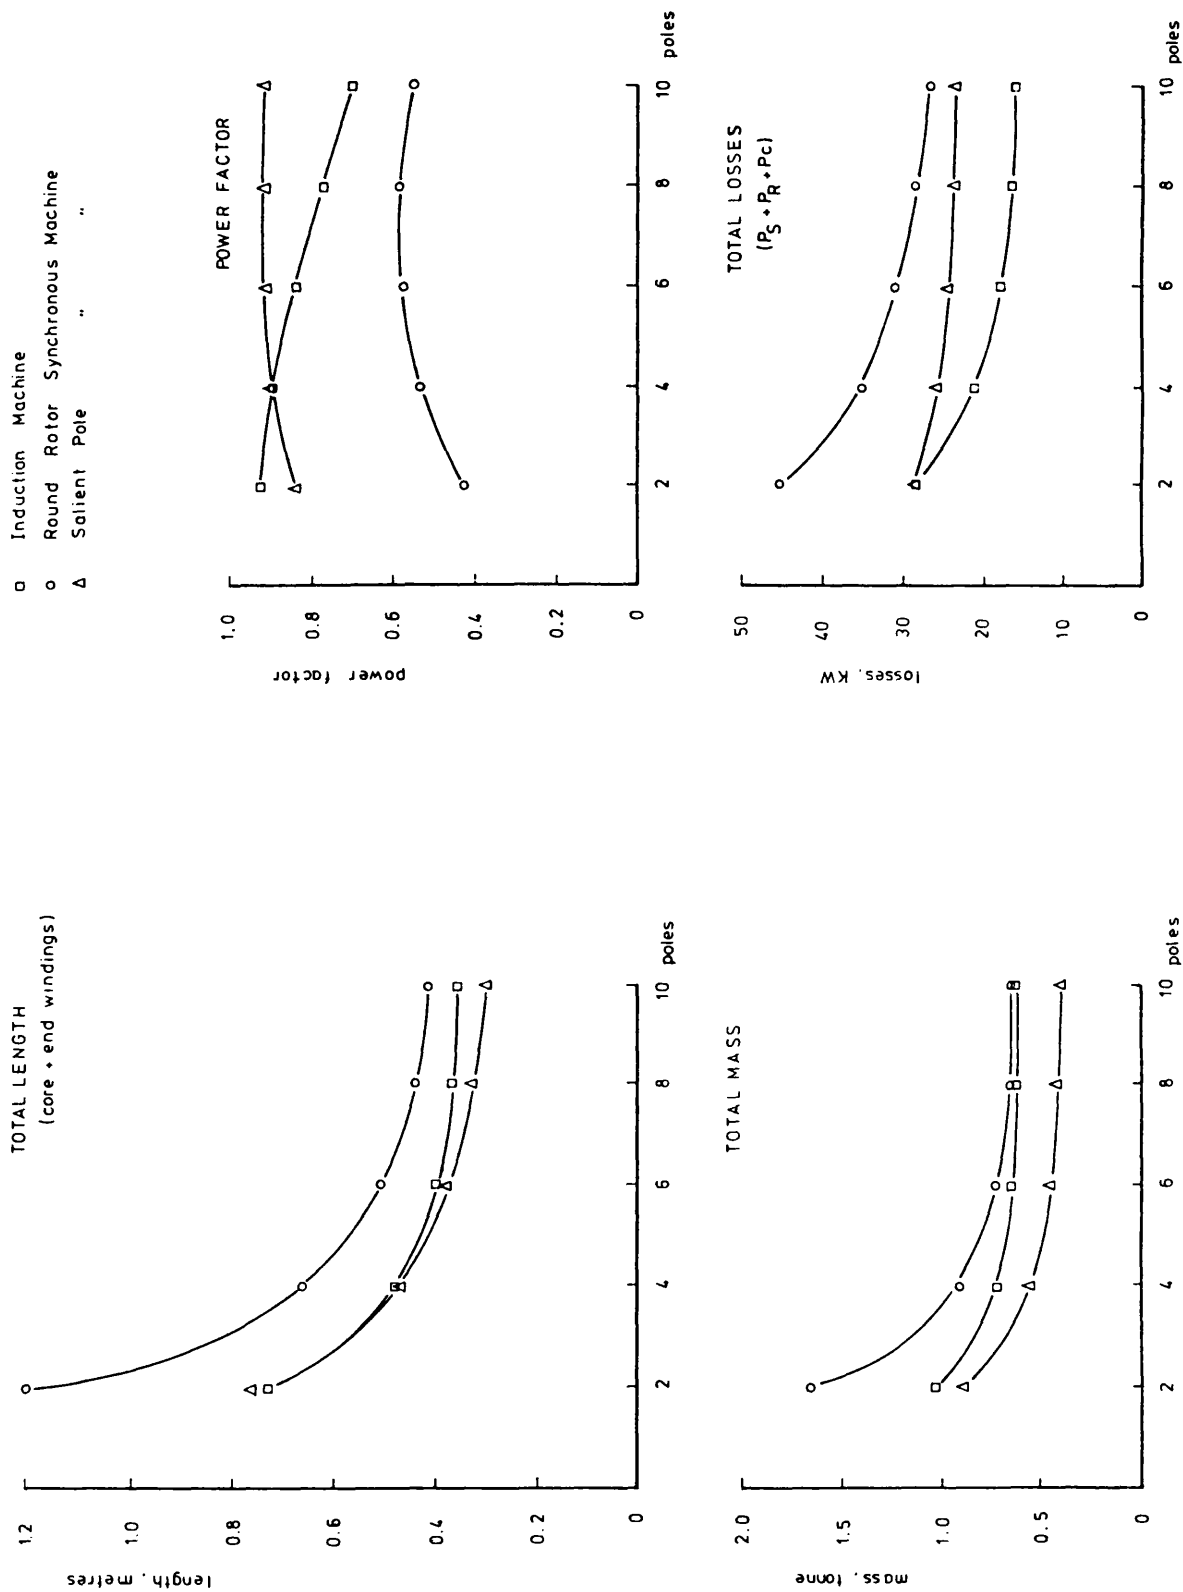 □ Induction Machine
○ Round Rotor Synchronous Machine
△ Salient Pole " "
TOTAL LENGTH
(core + end windings)
length, metres
1.2
1.0
0.8
0.6
0.4
0.2
0
2 4 6 8 10 poles
POWER FACTOR
power factor
1.0
0.8
0.6
0.4
0.2
0
2 4 6 8 10 poles
TOTAL MASS
mass, tonne
2.0
1.5
1.0
0.5
0
2 4 6 8 10 poles
TOTAL LOSSES
(PS + PR + Pc)
losses, KW
50
40
30
20
10
0
2 4 6 8 10 poles